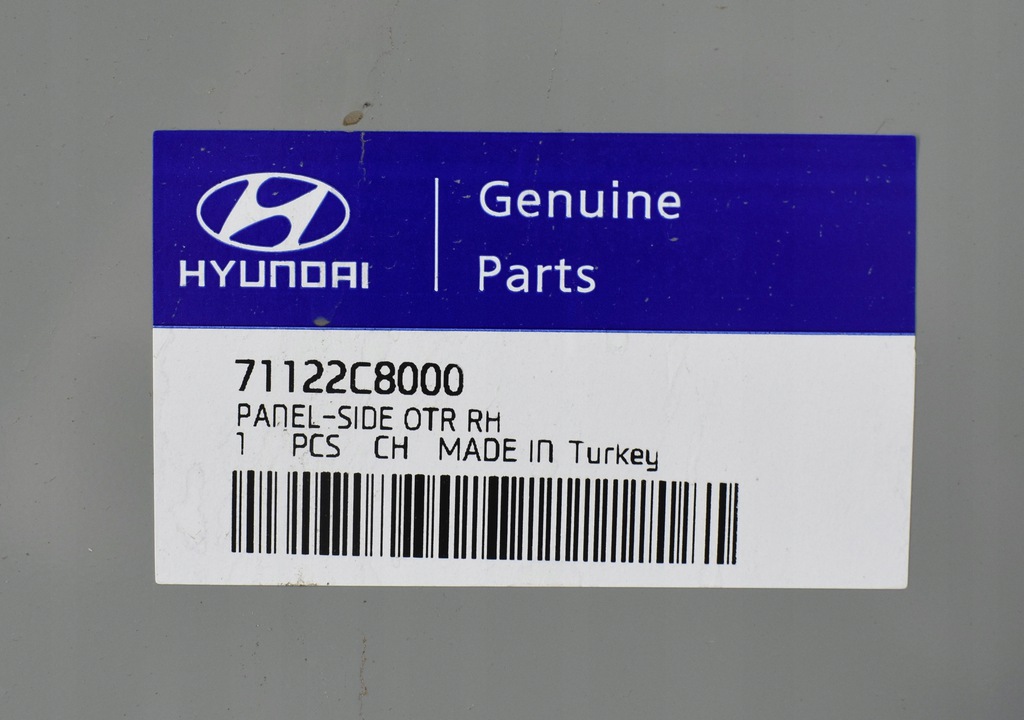 HYUNDAI
Genuine
Parts
71122C8000
PANEL-SIDE OTR RH
1 PCS CH MADE IN Turkey